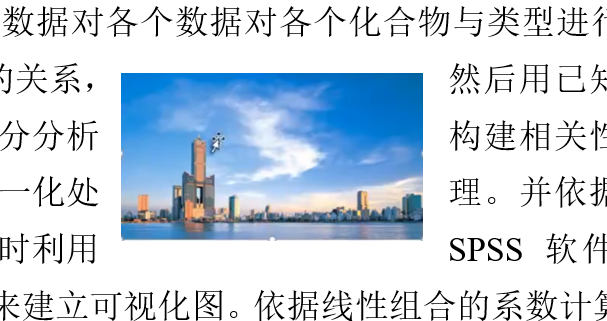 数据对各个数据对各个化合物与类型进行
的关系， 然后用已知
分分析 构建相关性
一化处 理。并依据
时利用 SPSS 软件
来建立可视化图。依据线性组合的系数计算